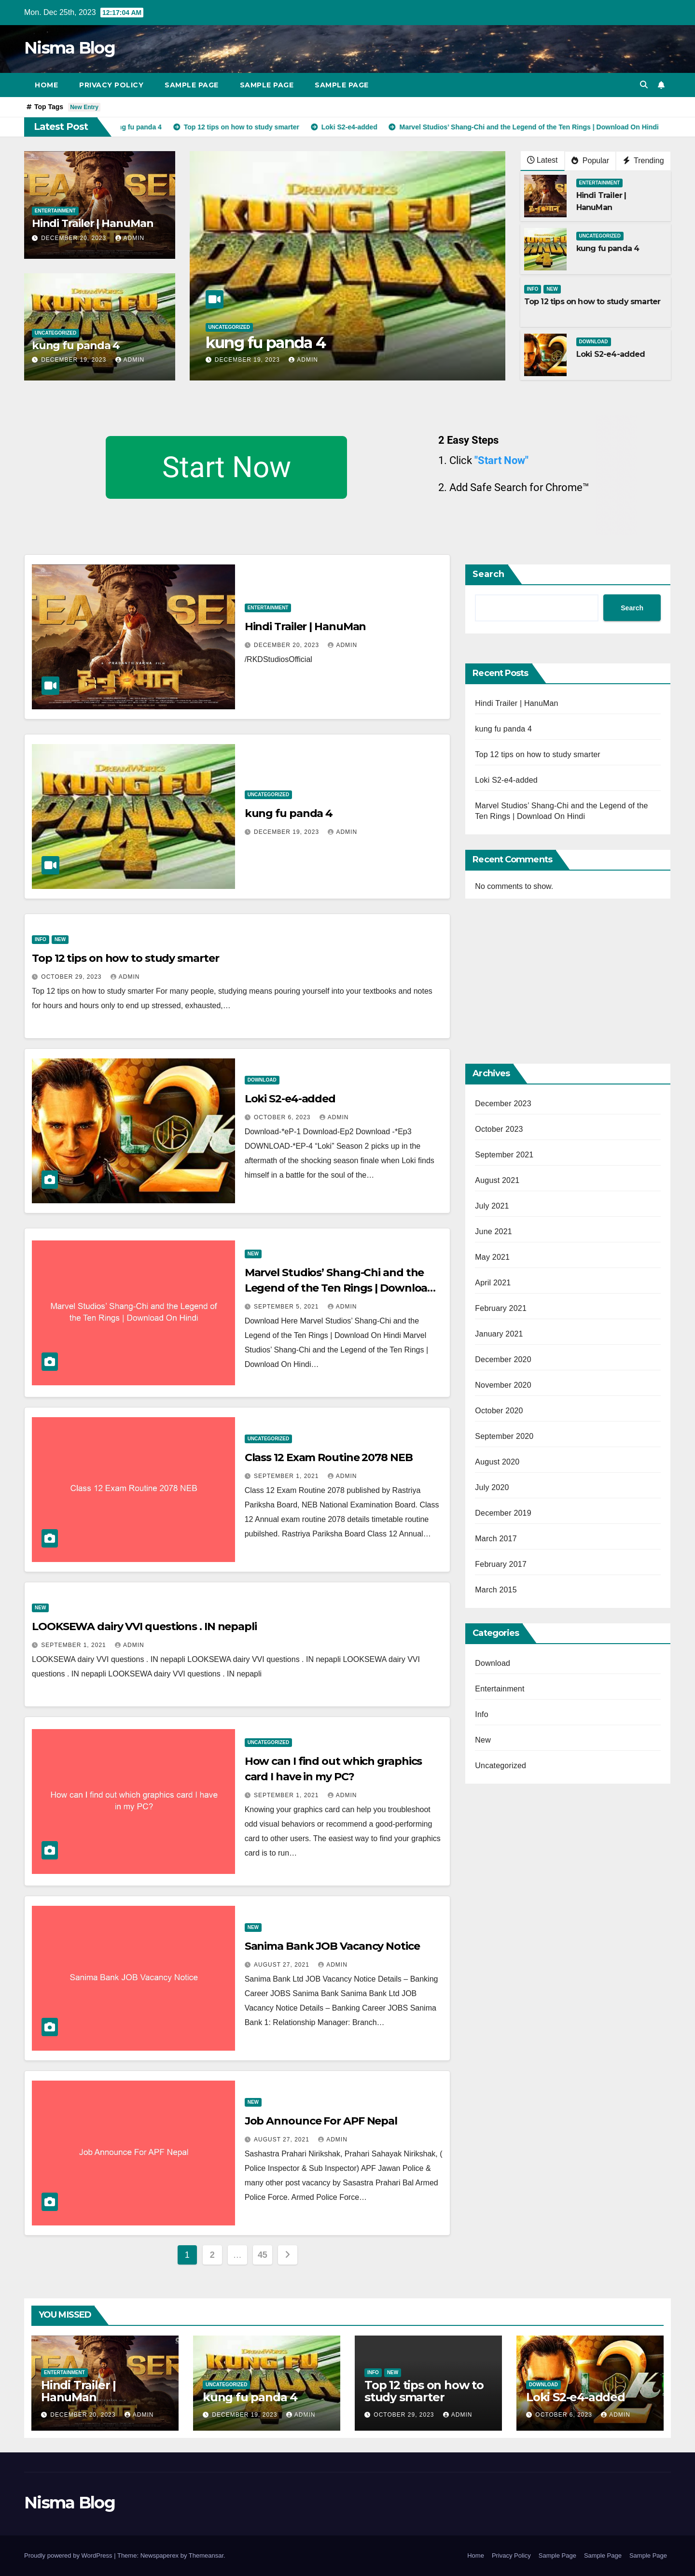 Mon. Dec 25th, 2023 12:17:04 AM
Nisma Blog
HOME PRIVACY POLICY SAMPLE PAGE SAMPLE PAGE SAMPLE PAGE
# Top Tags New Entry
Latest Post
fu panda 4 Top 12 tips on how to study smarter Loki S2-e4-added Marvel Studios' Shang-Chi and the Legend of the Ten Rings | Download On Hindi
ENTERTAINMENT
Hindi Trailer | HanuMan
DECEMBER 20, 2023 ADMIN
DREAMWORKS
KUNG FU
PANDA
UNCATEGORIZED
kung fu panda 4
DECEMBER 19, 2023 ADMIN
UNCATEGORIZED
kung fu panda 4
DECEMBER 19, 2023 ADMIN
Latest Popular Trending
ENTERTAINMENT
Hindi Trailer |
HanuMan
UNCATEGORIZED
kung fu panda 4
INFO NEW
Top 12 tips on how to study smarter
DOWNLOAD
Loki S2-e4-added
Start Now
2 Easy Steps
1. Click "Start Now"
2. Add Safe Search for Chrome™
TEASER
हनु-मान
ENTERTAINMENT
Hindi Trailer | HanuMan
DECEMBER 20, 2023 ADMIN
/RKDStudiosOfficial
DREAMWORKS
KUNG FU
PANDA
4
UNCATEGORIZED
kung fu panda 4
DECEMBER 19, 2023 ADMIN
INFO NEW
Top 12 tips on how to study smarter
OCTOBER 29, 2023 ADMIN
Top 12 tips on how to study smarter For many people, studying means pouring yourself into your textbooks and notes
for hours and hours only to end up stressed, exhausted,…
DOWNLOAD
Loki S2-e4-added
OCTOBER 6, 2023 ADMIN
Download-*eP-1 Download-Ep2 Download -*Ep3
DOWNLOAD-*EP-4 “Loki” Season 2 picks up in the
aftermath of the shocking season finale when Loki finds
himself in a battle for the soul of the…
Marvel Studios' Shang-Chi and the Legend of
the Ten Rings | Download On Hindi
NEW
Marvel Studios’ Shang-Chi and the
Legend of the Ten Rings | Downloa…
SEPTEMBER 5, 2021 ADMIN
Download Here Marvel Studios’ Shang-Chi and the
Legend of the Ten Rings | Download On Hindi Marvel
Studios’ Shang-Chi and the Legend of the Ten Rings |
Download On Hindi…
Class 12 Exam Routine 2078 NEB
UNCATEGORIZED
Class 12 Exam Routine 2078 NEB
SEPTEMBER 1, 2021 ADMIN
Class 12 Exam Routine 2078 published by Rastriya
Pariksha Board, NEB National Examination Board. Class
12 Annual exam routine 2078 details timetable routine
pubilshed. Rastriya Pariksha Board Class 12 Annual…
NEW
LOOKSEWA dairy VVI questions . IN nepapli
SEPTEMBER 1, 2021 ADMIN
LOOKSEWA dairy VVI questions . IN nepapli LOOKSEWA dairy VVI questions . IN nepapli LOOKSEWA dairy VVI
questions . IN nepapli LOOKSEWA dairy VVI questions . IN nepapli
How can I find out which graphics card I have
in my PC?
UNCATEGORIZED
How can I find out which graphics
card I have in my PC?
SEPTEMBER 1, 2021 ADMIN
Knowing your graphics card can help you troubleshoot
odd visual behaviors or recommend a good-performing
card to other users. The easiest way to find your graphics
card is to run…
Sanima Bank JOB Vacancy Notice
NEW
Sanima Bank JOB Vacancy Notice
AUGUST 27, 2021 ADMIN
Sanima Bank Ltd JOB Vacancy Notice Details – Banking
Career JOBS Sanima Bank Sanima Bank Ltd JOB
Vacancy Notice Details – Banking Career JOBS Sanima
Bank 1: Relationship Manager: Branch…
Job Announce For APF Nepal
NEW
Job Announce For APF Nepal
AUGUST 27, 2021 ADMIN
Sashastra Prahari Nirikshak, Prahari Sahayak Nirikshak, (
Police Inspector & Sub Inspector) APF Jawan Police &
many other post vacancy by Sasastra Prahari Bal Armed
Police Force. Armed Police Force…
1 2 … 45
Search
Search
Recent Posts
Hindi Trailer | HanuMan
kung fu panda 4
Top 12 tips on how to study smarter
Loki S2-e4-added
Marvel Studios’ Shang-Chi and the Legend of the
Ten Rings | Download On Hindi
Recent Comments
No comments to show.
Archives
December 2023
October 2023
September 2021
August 2021
July 2021
June 2021
May 2021
April 2021
February 2021
January 2021
December 2020
November 2020
October 2020
September 2020
August 2020
July 2020
December 2019
March 2017
February 2017
March 2015
Categories
Download
Entertainment
Info
New
Uncategorized
YOU MISSED
ENTERTAINMENT
Hindi Trailer |
HanuMan
DECEMBER 20, 2023 ADMIN
UNCATEGORIZED
kung fu panda 4
DECEMBER 19, 2023 ADMIN
INFO NEW
Top 12 tips on how to
study smarter
OCTOBER 29, 2023 ADMIN
DOWNLOAD
Loki S2-e4-added
OCTOBER 6, 2023 ADMIN
Nisma Blog
Proudly powered by WordPress | Theme: Newspaperex by Themeansar.
Home Privacy Policy Sample Page Sample Page Sample Page